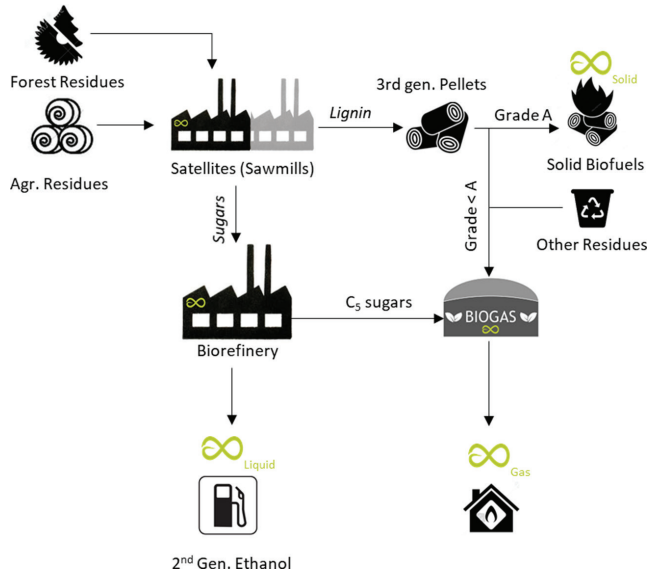 Forest Residues
Agr. Residues
Satellites (Sawmills)
Lignin
3rd gen. Pellets
Grade A
Solid
Solid Biofuels
Grade < A
Other Residues
Sugars
Biorefinery
C₅ sugars
BIOGAS
Liquid
2ⁿᵈ Gen. Ethanol
Gas